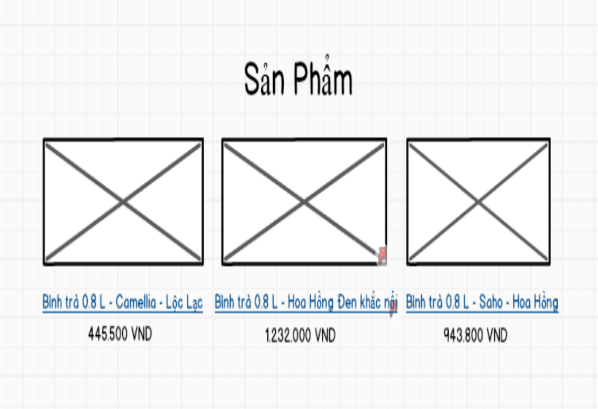 Sản Phẩm
Bình trà 0.8 L - Camellia - Lộc Lạc
Bình trà 0.8 L - Hoa Hồng Đen khắc nổi
Bình trà 0.8 L - Saho - Hoa Hồng
445.500 VND
1.232.000 VND
943.800 VND